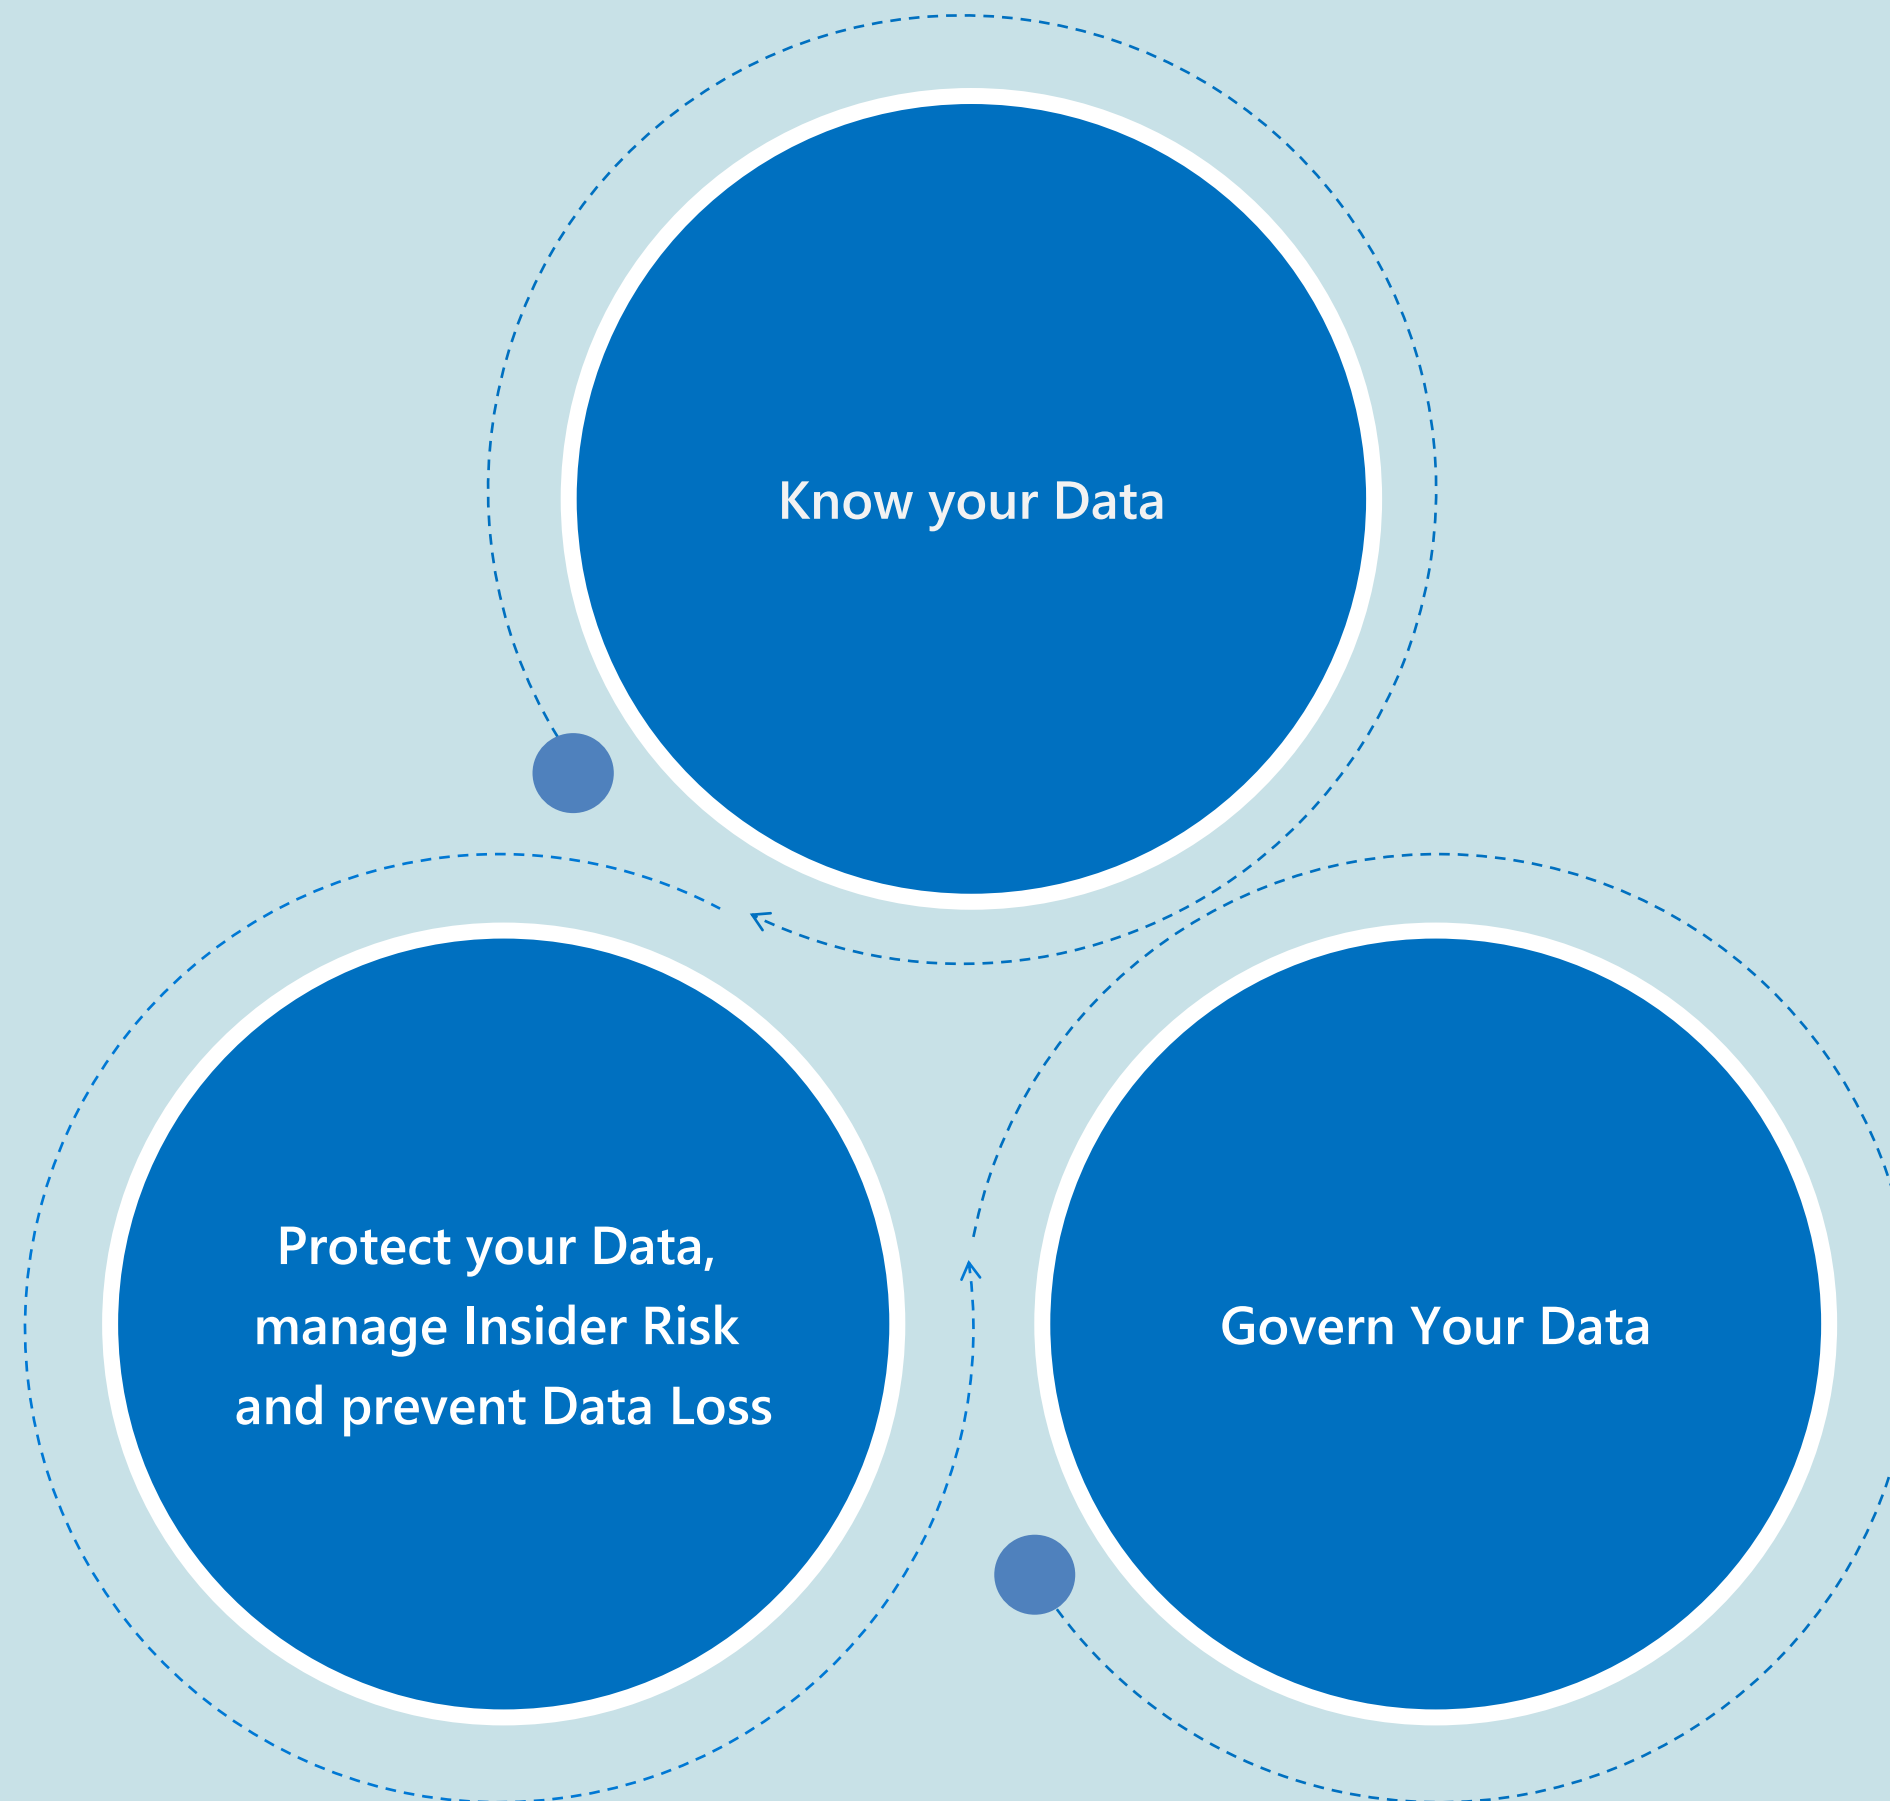 Know your Data
Protect your Data,
manage Insider Risk
and prevent Data Loss
Govern Your Data